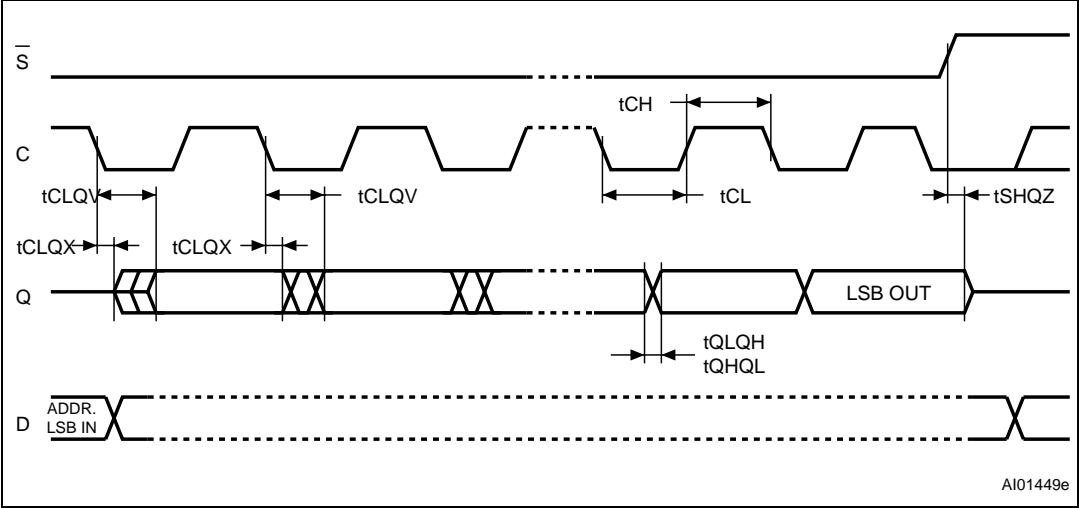 S
tCH
C
tCLQV
tCLQV
tCL
tSHQZ
tCLQX
tCLQX
Q
LSB OUT
tQLQH
tQHQL
D
ADDR.
LSB IN
AI01449e